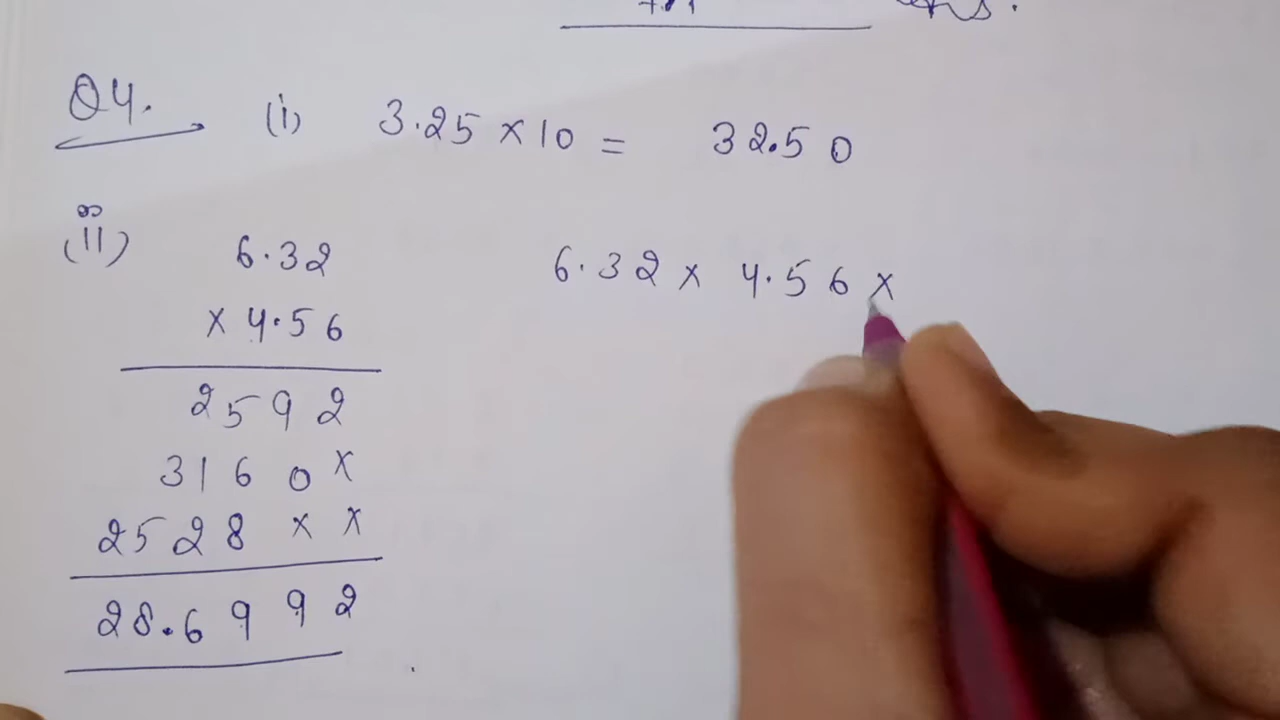 Q4. (i) 3.25 × 10 = 32.50
(ii) 6.32
× 4.56
2592
3160×
2528××
28.6992
6.32 × 4.56 ×